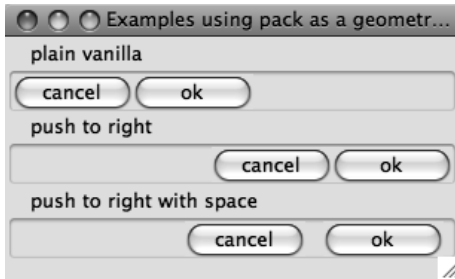 Examples using pack as a geometr...
plain vanilla
cancel ok
push to right
cancel ok
push to right with space
cancel ok